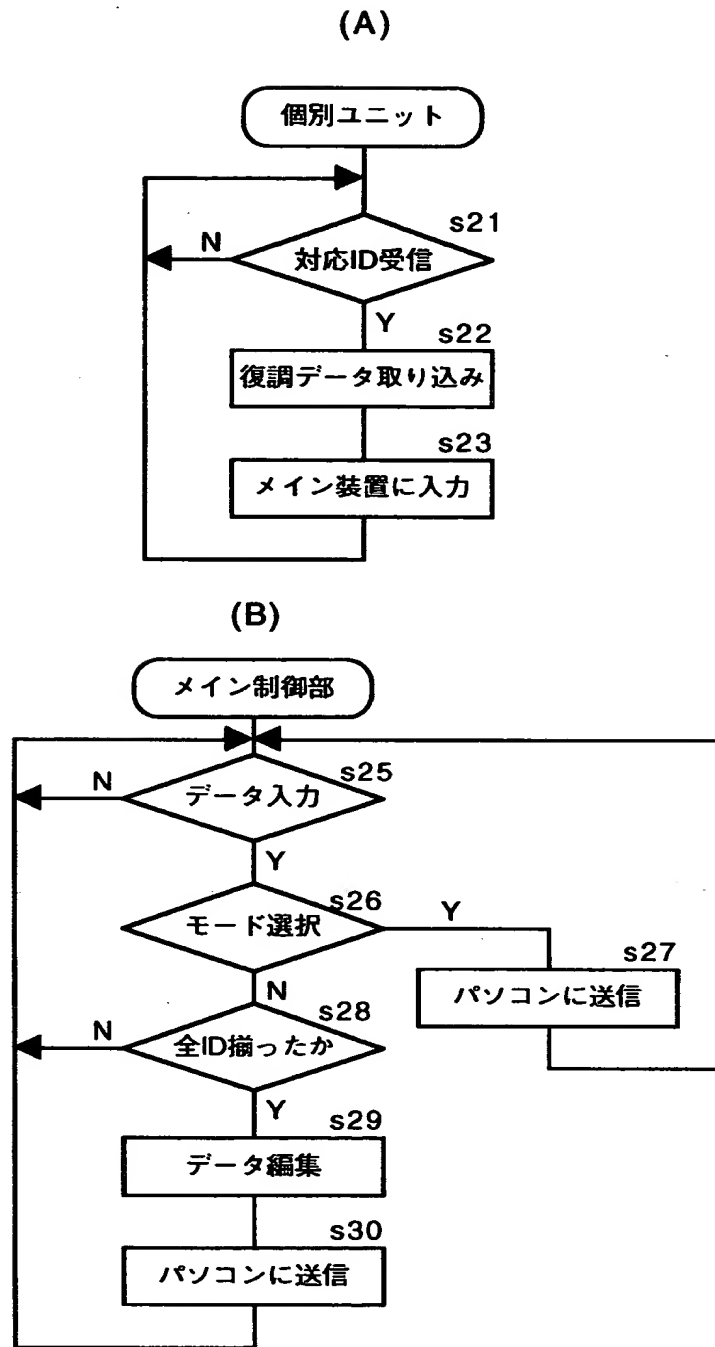 (A)
個別ユニット
s21
N
対応ID受信
Y
s22
復調データ取り込み
s23
メイン装置に入力
(B)
メイン制御部
s25
N
データ入力
Y
s26
モード選択
Y
s27
パソコンに送信
N
s28
N
全ID揃ったか
Y
s29
データ編集
s30
パソコンに送信